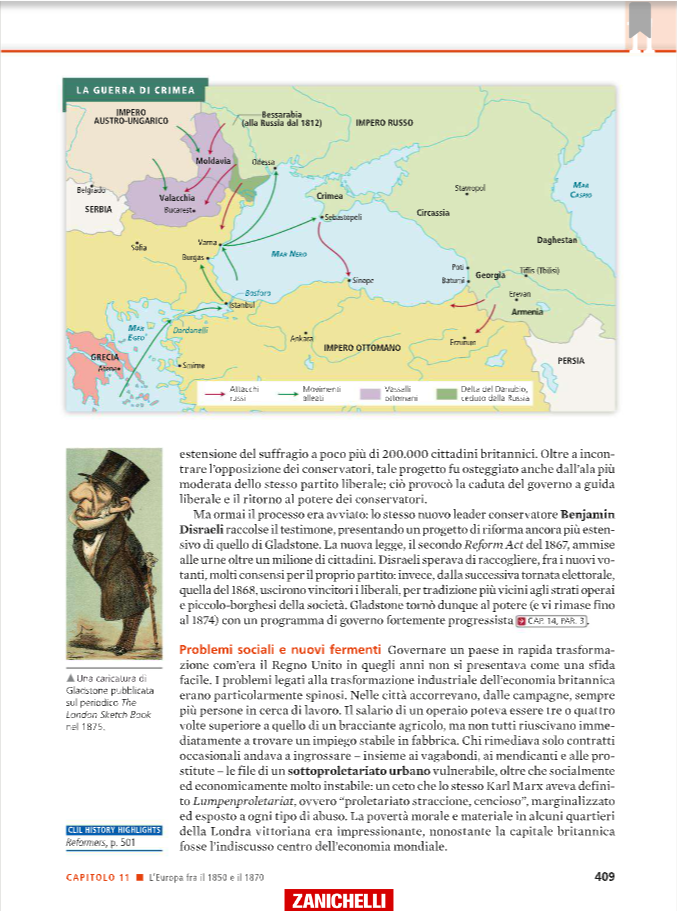 LA GUERRA DI CRIMEA
IMPERO
AUSTRO-UNGARICO
Bessarabia
(alla Russia dal 1812)
IMPERO RUSSO
Moldavia
Odessa
Belgrado
SERBIA
Valacchia
Bucarest
Crimea
Sebastopoli
Stavropol
MAR
CASPIO
Circassia
Sofia
Varna
Burgas
MAR NERO
Daghestan
Poti
Batumi
Georgia
Tiflis (Tbilisi)
Bosforo
Sinope
Erevan
Istanbul
Armenia
MAR
EGEO
Dardanelli
Ankara
IMPERO OTTOMANO
Erzurum
GRECIA
Atene
Smirne
PERSIA
Attacchi
russi
Movimenti
alleati
Vassalli
ottomani
Delta del Danubio,
ceduto dalla Russia
estensione del suffragio a poco più di 200.000 cittadini britannici. Oltre a incon-
trare l'opposizione dei conservatori, tale progetto fu osteggiato anche dall'ala più
moderata dello stesso partito liberale; ciò provocò la caduta del governo a guida
liberale e il ritorno al potere dei conservatori.
Ma ormai il processo era avviato: lo stesso nuovo leader conservatore Benjamin
Disraeli raccolse il testimone, presentando un progetto di riforma ancora più esten-
sivo di quello di Gladstone. La nuova legge, il secondo Reform Act del 1867, ammise
alle urne oltre un milione di cittadini. Disraeli sperava di raccogliere, fra i nuovi vo-
tanti, molti consensi per il proprio partito: invece, dalla successiva tornata elettorale,
quella del 1868, uscirono vincitori i liberali, per tradizione più vicini agli strati operai
e piccolo-borghesi della società. Gladstone tornò dunque al potere (e vi rimase fino
al 1874) con un programma di governo fortemente progressista CAP. 14, PAR. 3.
Problemi sociali e nuovi fermenti Governare un paese in rapida trasforma-
zione com'era il Regno Unito in quegli anni non si presentava come una sfida
facile. I problemi legati alla trasformazione industriale dell'economia britannica
erano particolarmente spinosi. Nelle città accorrevano, dalle campagne, sempre
più persone in cerca di lavoro. Il salario di un operaio poteva essere tre o quattro
volte superiore a quello di un bracciante agricolo, ma non tutti riuscivano imme-
diatamente a trovare un impiego stabile in fabbrica. Chi rimediava solo contratti
occasionali andava a ingrossare – insieme ai vagabondi, ai mendicanti e alle pro-
stitute – le file di un sottoproletariato urbano vulnerabile, oltre che socialmente
ed economicamente molto instabile: un ceto che lo stesso Karl Marx aveva defini-
to Lumpenproletariat, ovvero "proletariato straccione, cencioso", marginalizzato
ed esposto a ogni tipo di abuso. La povertà morale e materiale in alcuni quartieri
della Londra vittoriana era impressionante, nonostante la capitale britannica
fosse l'indiscusso centro dell'economia mondiale.
▲ Una caricatura di
Gladstone pubblicata
sul periodico The
London Sketch Book
nel 1875.
CLIL HISTORY HIGHLIGHTS
Reformers, p. 501
CAPITOLO 11 ■ L'Europa fra il 1850 e il 1870
409
ZANICHELLI